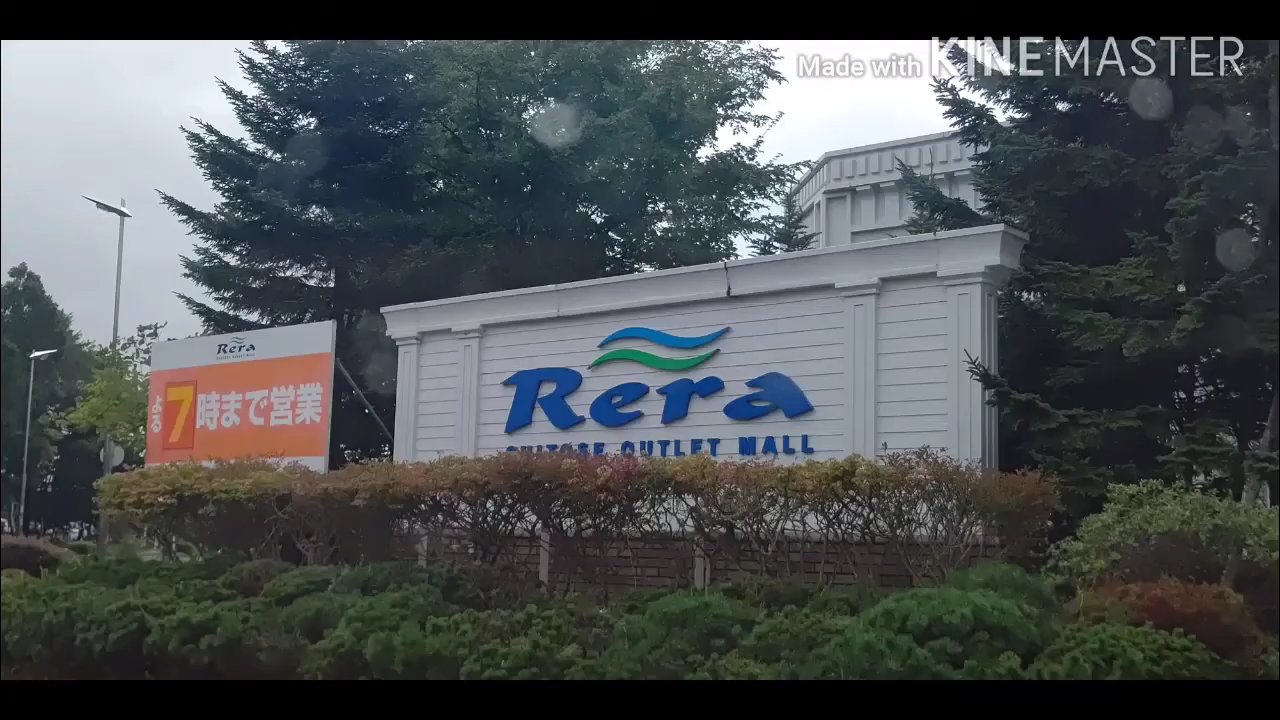 Made with KINEMASTER
Rera
よる7時まで営業
Rera
CHITOSE OUTLET MALL